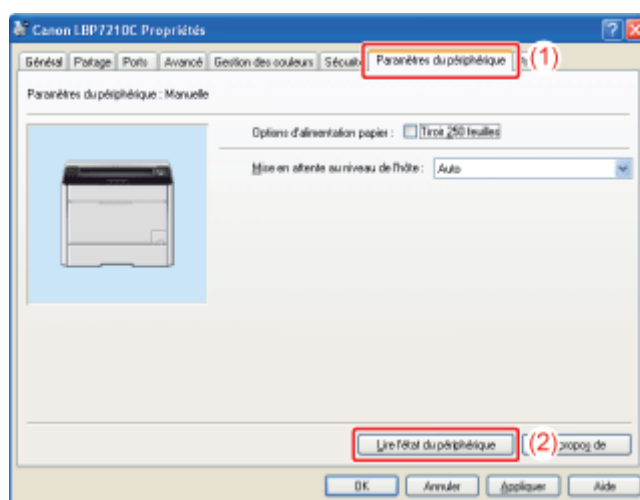 Canon LBP7210C Propriétés
Général Partage Ports Avancé Gestion des couleurs Sécurité Paramètres du périphérique (1)
Paramètres du périphérique : Manuelle
Options d'alimentation papier : Tiroir 250 feuilles
Mise en attente au niveau de l'hôte : Auto
Lire l'état du périphérique (2) propos de
OK Annuler Appliquer Aide